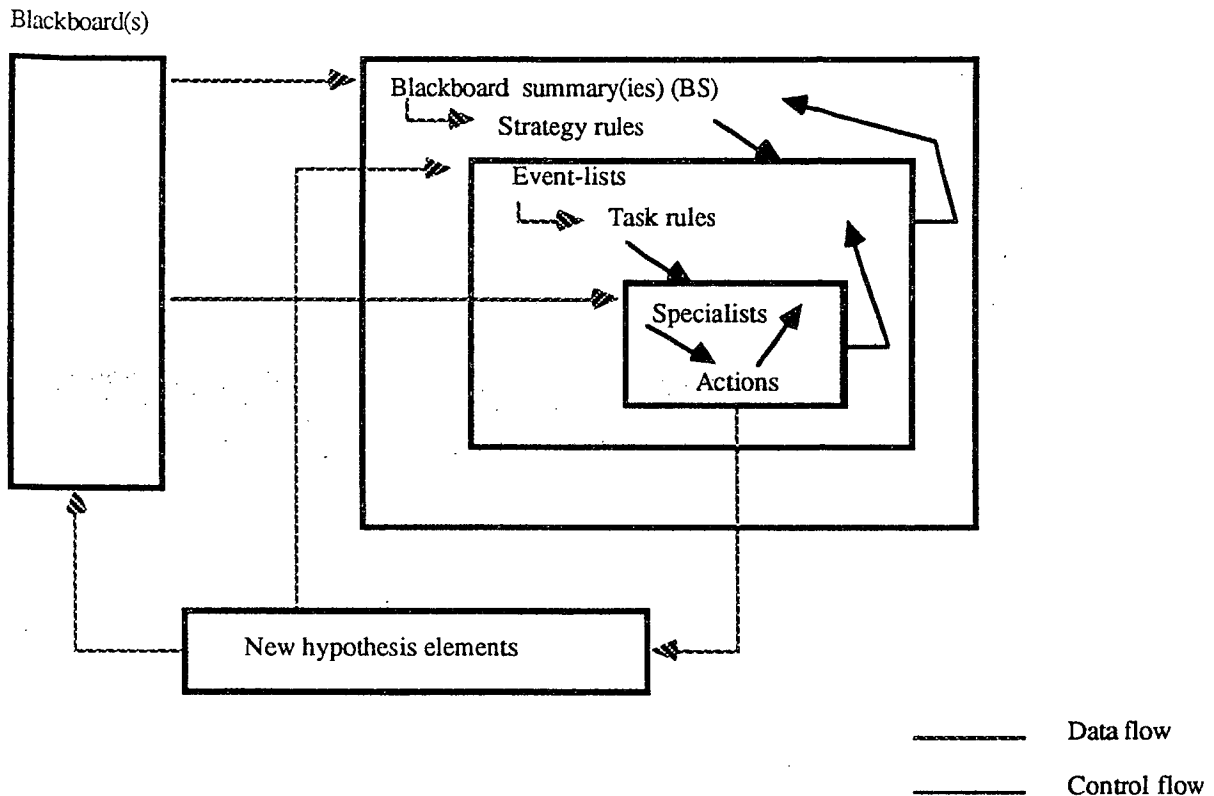 Blackboard(s)
Blackboard summary(ies) (BS)
Strategy rules
Event-lists
Task rules
Specialists
Actions
New hypothesis elements
Data flow
Control flow